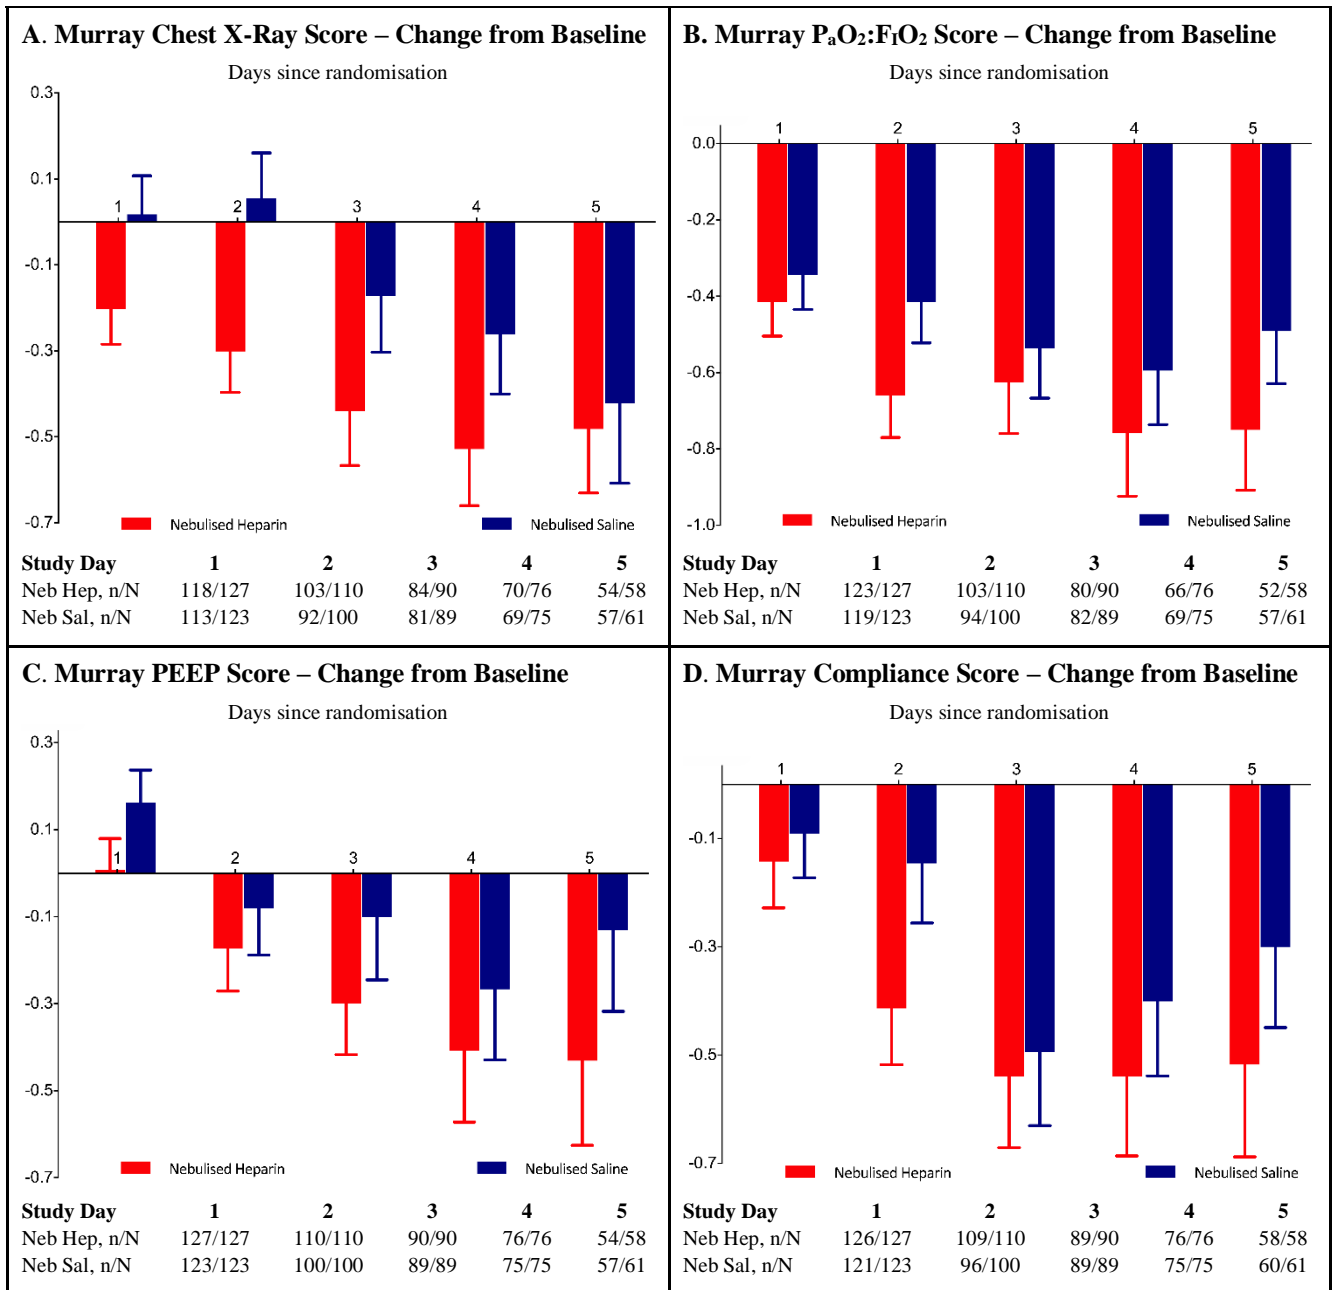 A. Murray Chest X-Ray Score – Change from Baseline
Days since randomisation
0.3
0.1
-0.1
-0.3
-0.5
-0.7
1 2 3 4 5
Nebulised Heparin Nebulised Saline
Study Day 1 2 3 4 5
Neb Hep, n/N 118/127 103/110 84/90 70/76 54/58
Neb Sal, n/N 113/123 92/100 81/89 69/75 57/61
B. Murray PaO2:FIO2 Score – Change from Baseline
Days since randomisation
1 2 3 4 5
0.0
-0.2
-0.4
-0.6
-0.8
-1.0
Nebulised Heparin Nebulised Saline
Study Day 1 2 3 4 5
Neb Hep, n/N 123/127 103/110 80/90 66/76 52/58
Neb Sal, n/N 119/123 94/100 82/89 69/75 57/61
C. Murray PEEP Score – Change from Baseline
Days since randomisation
0.3
0.1
-0.1
-0.3
-0.5
-0.7
1 2 3 4 5
Nebulised Heparin Nebulised Saline
Study Day 1 2 3 4 5
Neb Hep, n/N 127/127 110/110 90/90 76/76 54/58
Neb Sal, n/N 123/123 100/100 89/89 75/75 57/61
D. Murray Compliance Score – Change from Baseline
Days since randomisation
1 2 3 4 5
-0.1
-0.3
-0.5
-0.7
Nebulised Heparin Nebulised Saline
Study Day 1 2 3 4 5
Neb Hep, n/N 126/127 109/110 89/90 76/76 58/58
Neb Sal, n/N 121/123 96/100 89/89 75/75 60/61